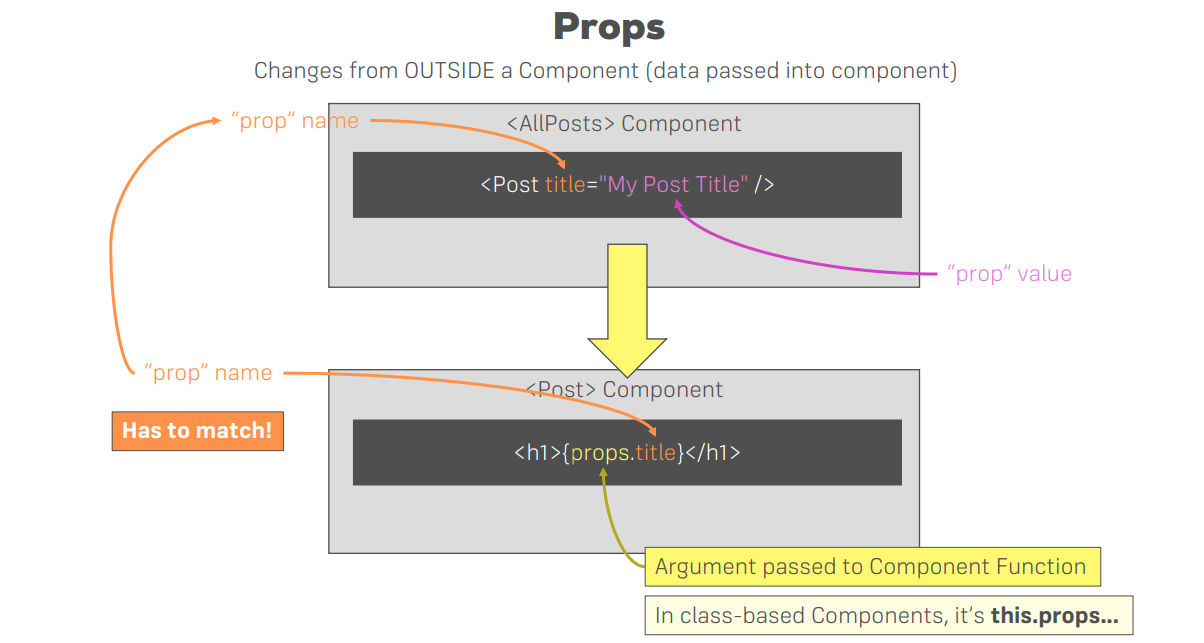 Props
Changes from OUTSIDE a Component (data passed into component)
“prop” name
<AllPosts> Component
<Post title="My Post Title" />
“prop” value
“prop” name
<Post> Component
Has to match!
<h1>{props.title}</h1>
Argument passed to Component Function
In class-based Components, it’s this.props...